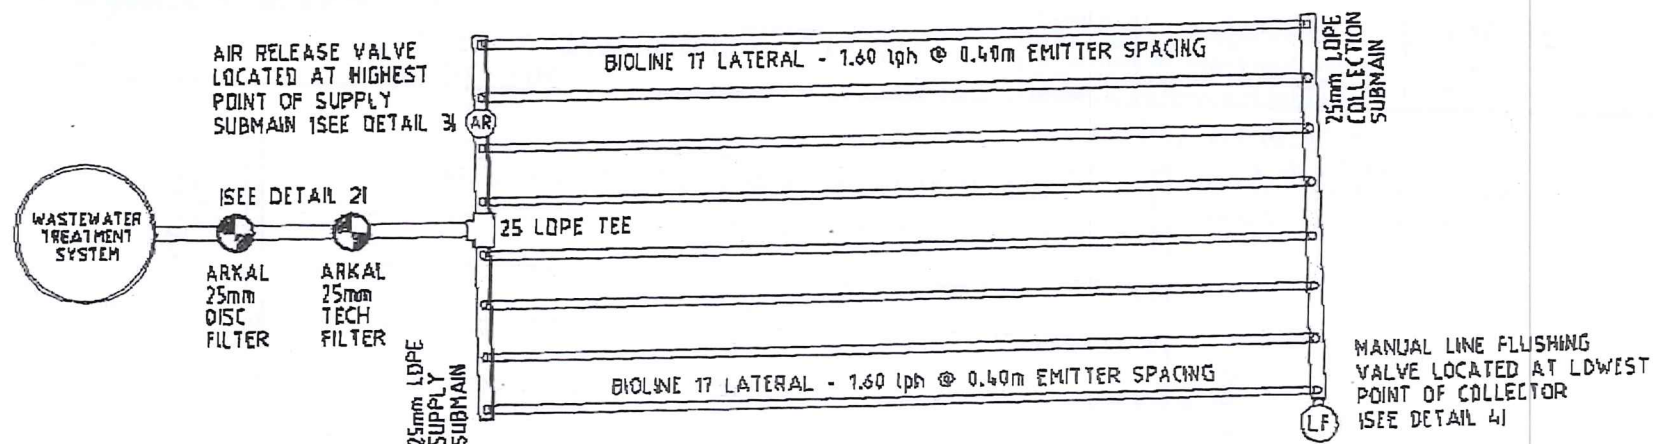 AIR RELEASE VALVE
LOCATED AT HIGHEST
POINT OF SUPPLY
SUBMAIN (SEE DETAIL 3)
AR
BIOLINE 17 LATERAL - 1.60 lph @ 0.40m EMITTER SPACING
25mm LDPE
COLLECTION
SUBMAIN
(SEE DETAIL 2)
WASTEWATER
TREATMENT
SYSTEM
25 LDPE TEE
ARKAL
25mm
DISC
FILTER
ARKAL
25mm
TECH
FILTER
25mm LDPE
SUPPLY
SUBMAIN
BIOLINE 17 LATERAL - 1.60 lph @ 0.40m EMITTER SPACING
MANUAL LINE FLUSHING
VALVE LOCATED AT LOWEST
POINT OF COLLECTOR
(SEE DETAIL 4)
LF